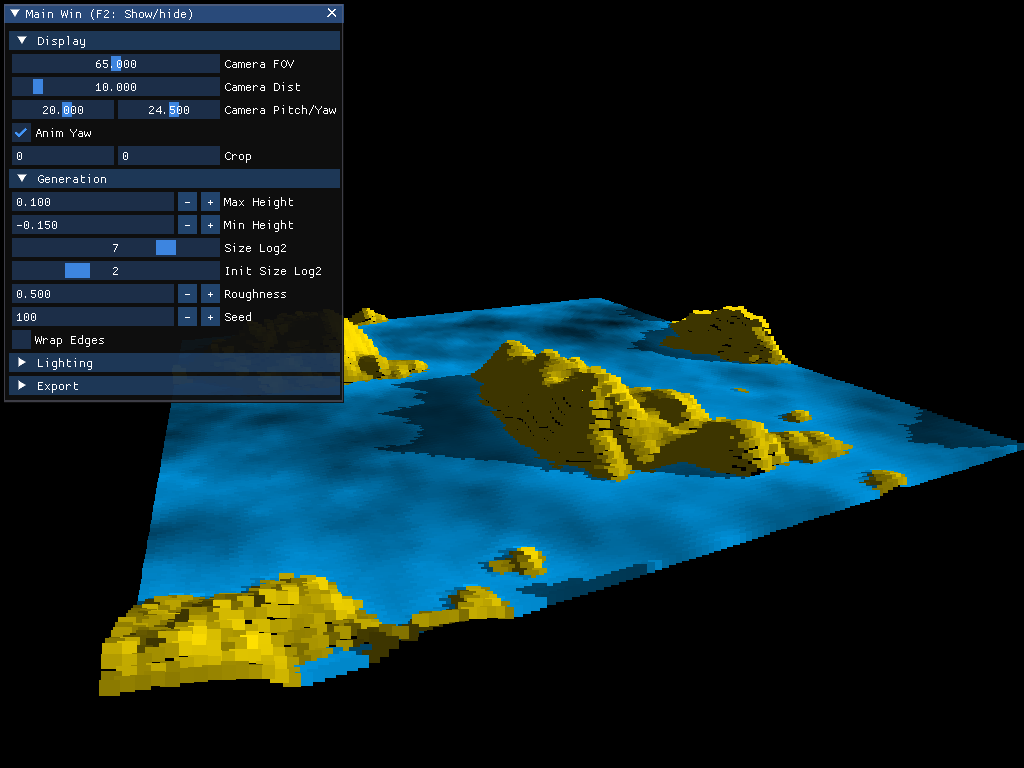 Main Win (F2: Show/hide)
Display
65.000 Camera FOV
10.000 Camera Dist
20.000 24.500 Camera Pitch/Yaw
Anim Yaw
0 0 Crop
Generation
0.100 - + Max Height
-0.150 - + Min Height
7 Size Log2
2 Init Size Log2
0.500 - + Roughness
100 - + Seed
Wrap Edges
Lighting
Export